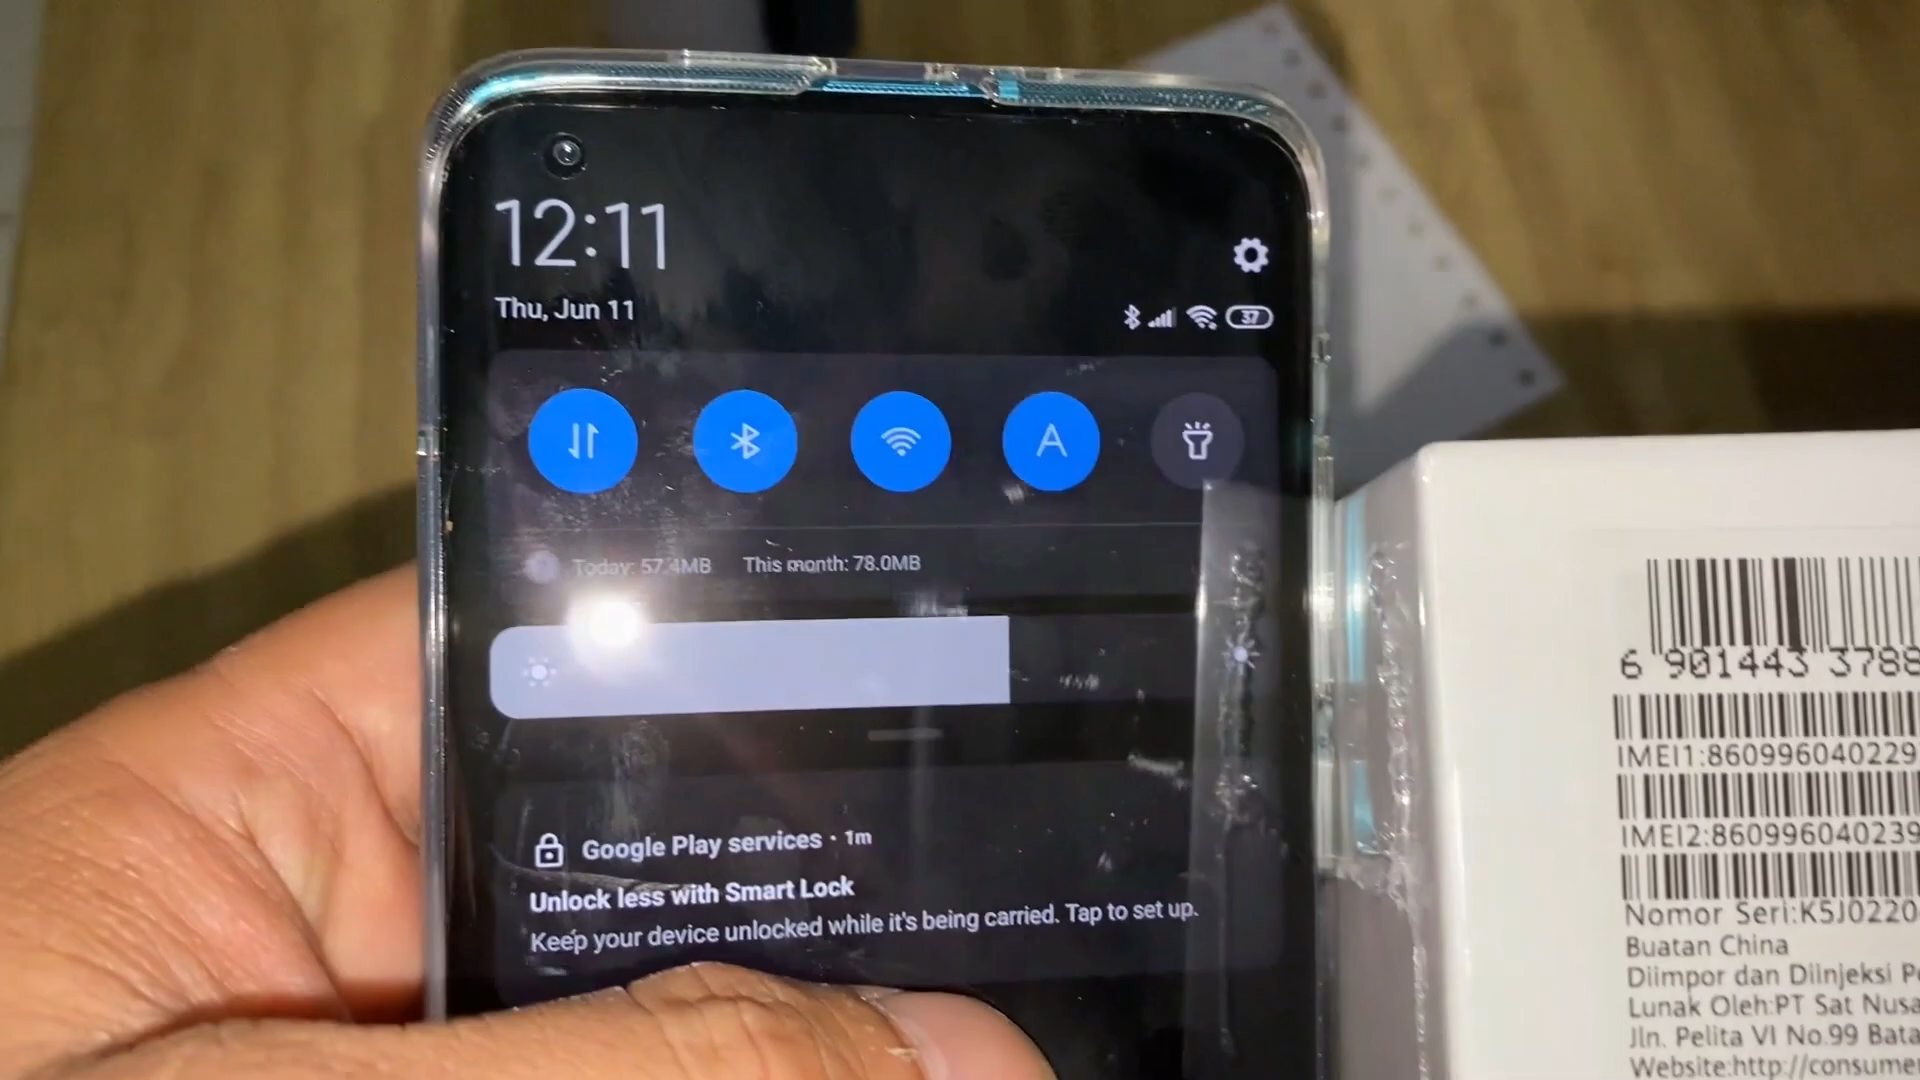 12:11
Thu, Jun 11
37
A
Today: 57.4MB This month: 78.0MB
Google Play services · 1m
Unlock less with Smart Lock
Keep your device unlocked while it's being carried. Tap to set up.
6 901443 3788
IMEI1:860996040229
IMEI2:860996040239
Nomor Seri:K5J0220
Buatan China
Diimpor dan Diinjeksi
Lunak Oleh:PT Sat Nusa
Jln. Pelita VI No.99 Bata
Website:http://consume